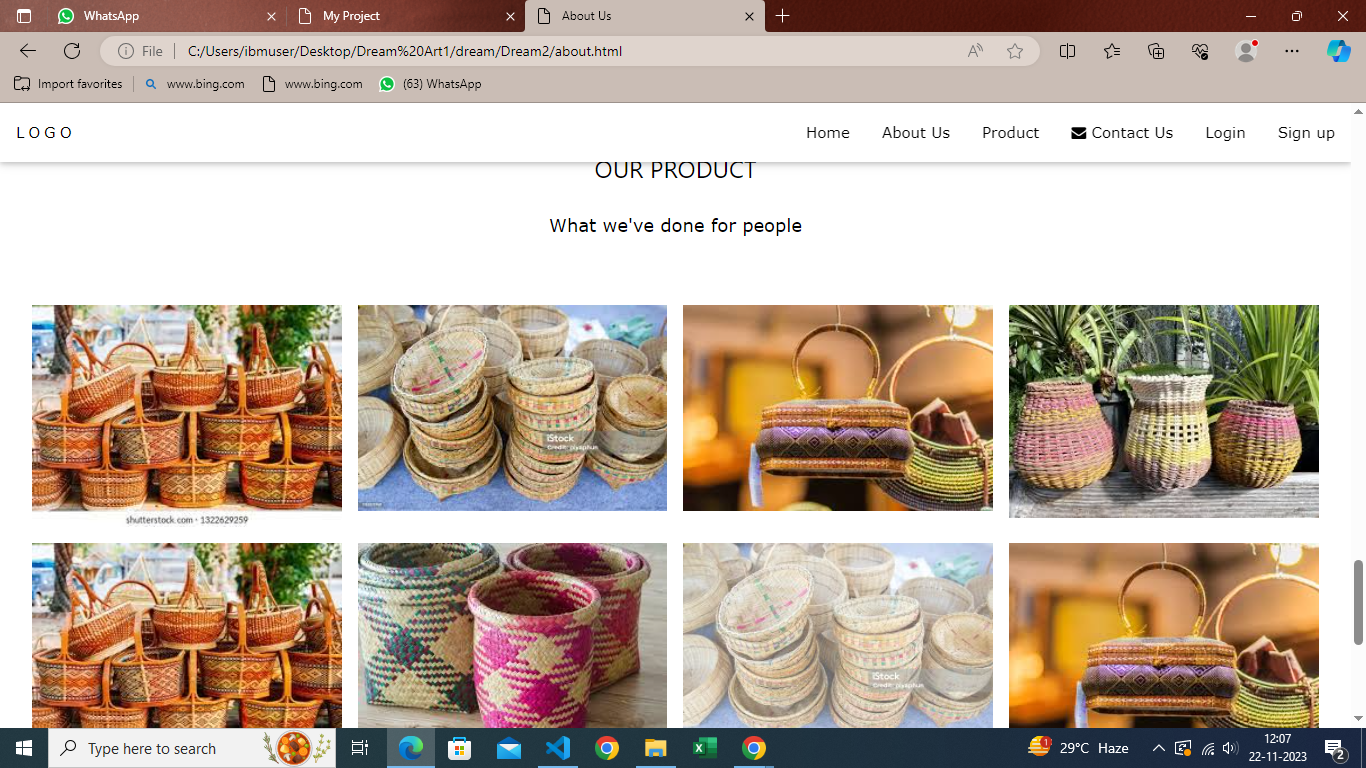 WhatsApp
My Project
About Us
File
C:/Users/ibmuser/Desktop/Dream%20Art1/dream/Dream2/about.html
Import favorites
www.bing.com
www.bing.com
(63) WhatsApp
LOGO
Home
About Us
Product
Contact Us
Login
Sign up
OUR PRODUCT
What we've done for people
iStock
Credit: piyaphun
shutterstock.com · 1322629259
iStock
Credit: piyaphun
Type here to search
1
29°C Haze
12:07
22-11-2023
2